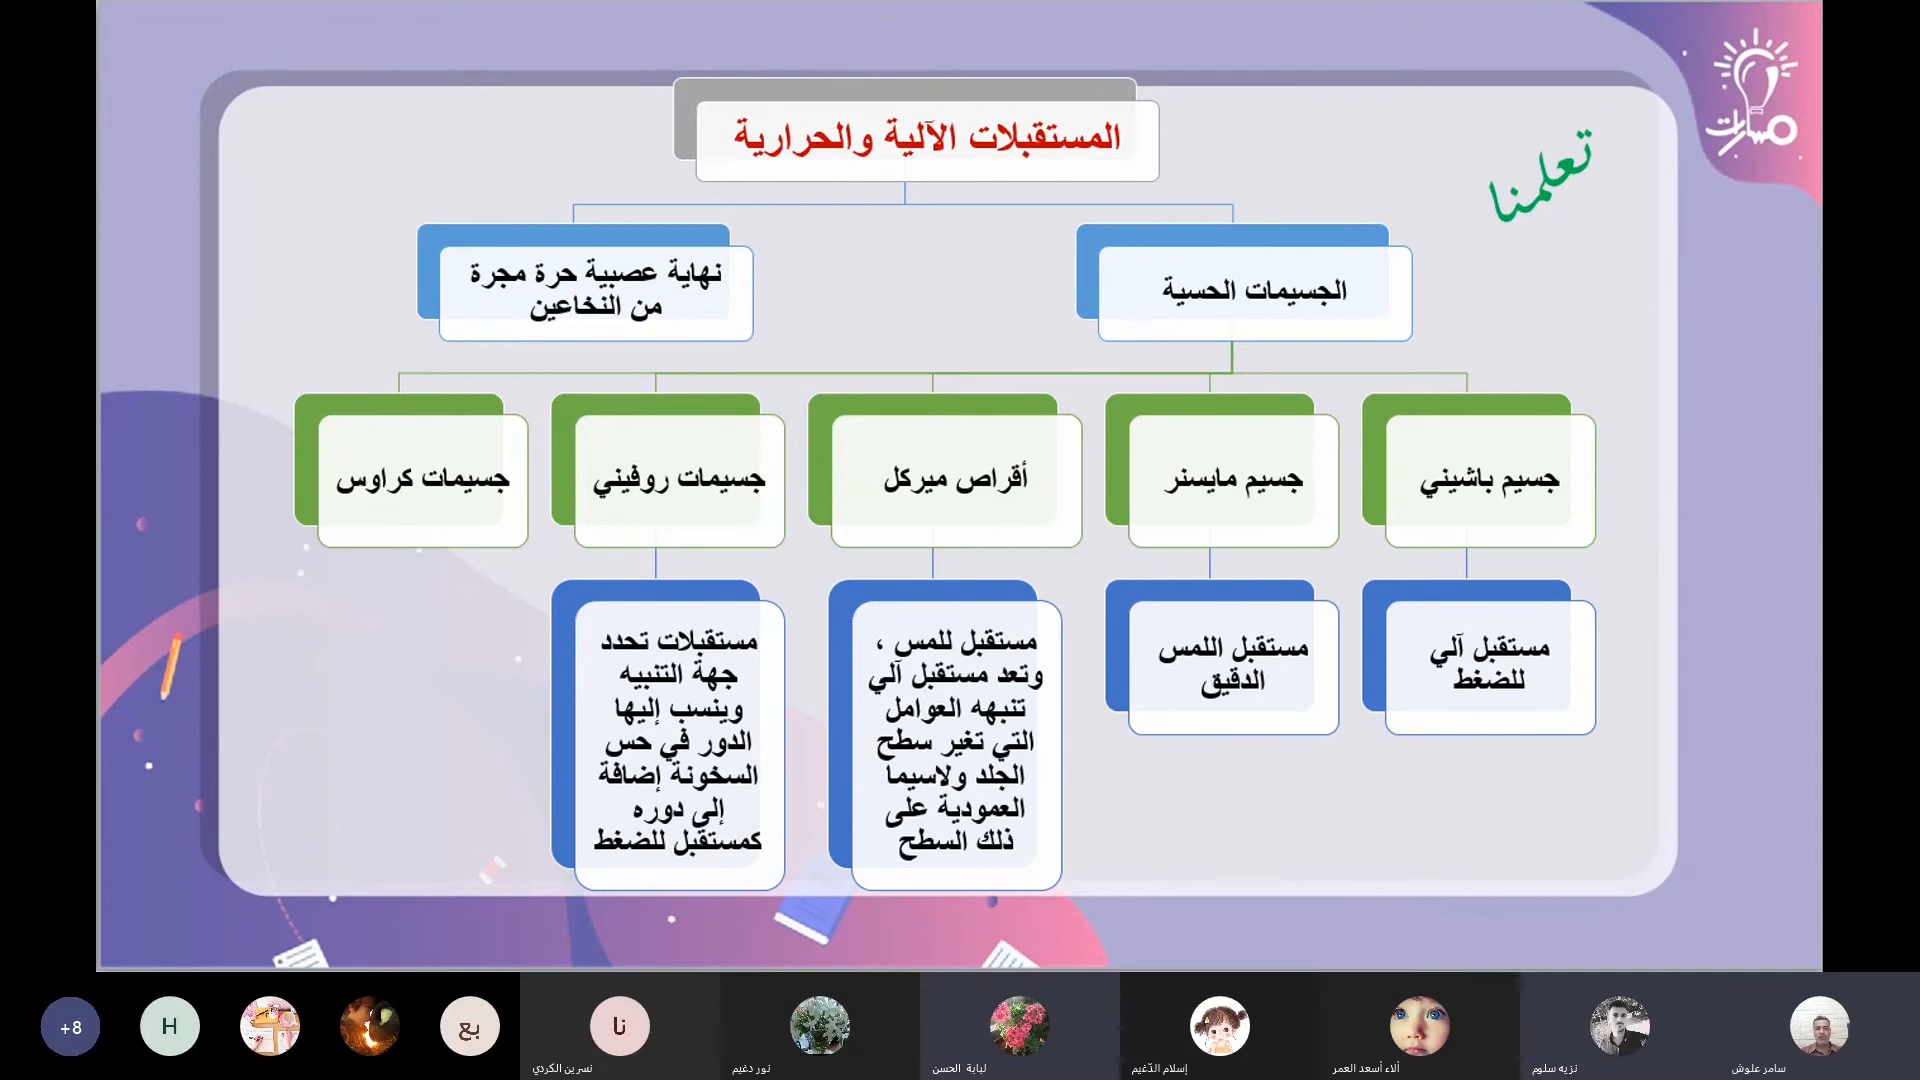 مسارات
تعلمنا
المستقبلات الآلية والحرارية
الجسيمات الحسية
نهاية عصبية حرة مجردة
من النخاعين
جسيم باشيني
جسيم مايسنر
أقراص ميركل
جسيمات روفيني
جسيمات كراوس
مستقبل آلي
للضغط
مستقبل اللمس
الدقيق
مستقبل للمس ،
وتعد مستقبل آلي
تنبهه العوامل
التي تغير سطح
الجلد ولاسيما
العمودية على
ذلك السطح
مستقبلات تحدد
جهة التنبيه
وينسب إليها
الدور في حس
السخونة إضافة
إلى دوره
كمستقبل للضغط
سامر علوش
نزيه سلوم
ألاء أسعد العمر
إسلام الدّغيم
لبابة الحسن
نور دغيم
نا
نسرين الكردي
بع
H
+8